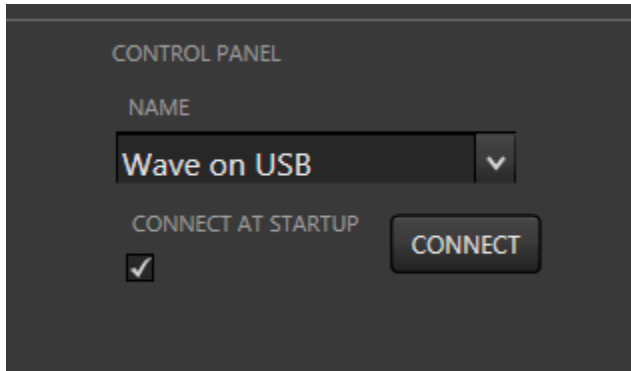 CONTROL PANEL
NAME
Wave on USB
CONNECT AT STARTUP
CONNECT